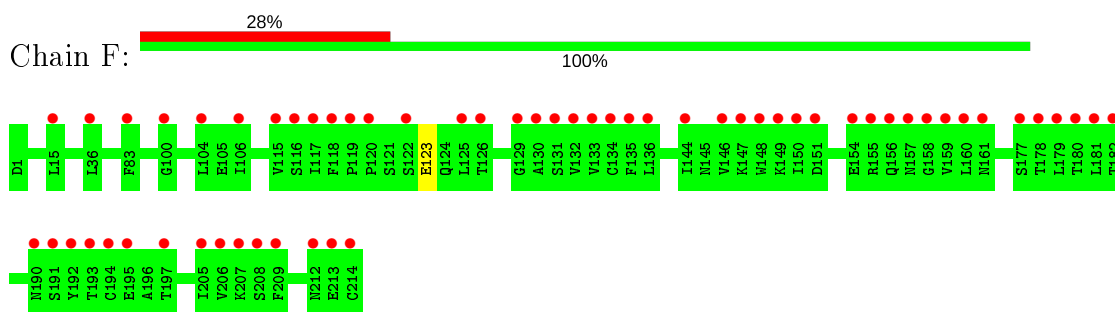 28%
Chain F:
100%
D1 L15 L36 F83 G100 L104 E105 I106 V115 S116 I117 F118 P119 P120 S121 S122 E123 Q124 L125 T126 G129 A130 S131 V132 V133 C134 F135 L136 I144 N145 V146 K147 W148 K149 I150 D151 E154 R155 Q156 N157 G158 V159 L160 N161 S177 T178 L179 T180 L181 T182
N190 S191 Y192 T193 C194 E195 A196 T197 I205 V206 K207 S208 F209 N212 E213 C214